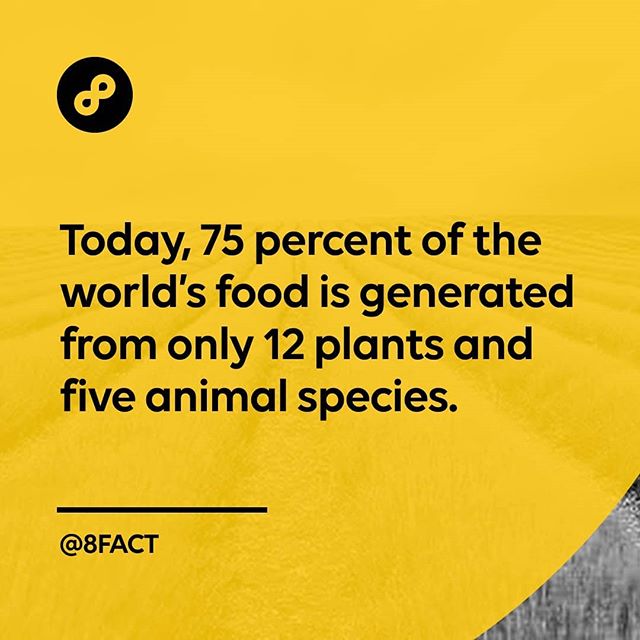 Today, 75 percent of the
world's food is generated
from only 12 plants and
five animal species.
@8FACT